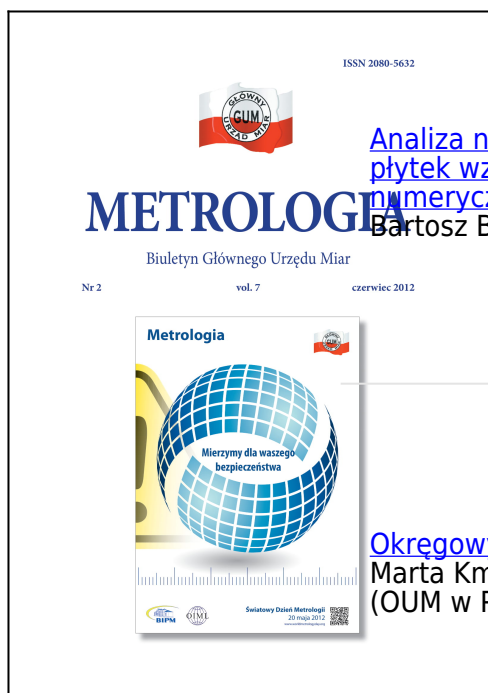 ISSN 2080-5632
GŁÓWNY
GUM
URZĄD MIAR
METROLOGIA
Biuletyn Głównego Urzędu Miar
Nr 2 vol. 7 czerwiec 2012
Metrologia
Mierzymy dla waszego
bezpieczeństwa
BIPM
OIML
Światowy Dzień Metrologii
20 maja 2012
Analiza n
płytek wz
numerycz
Bartosz B
Okręgowy
Marta Km
(OUM w P